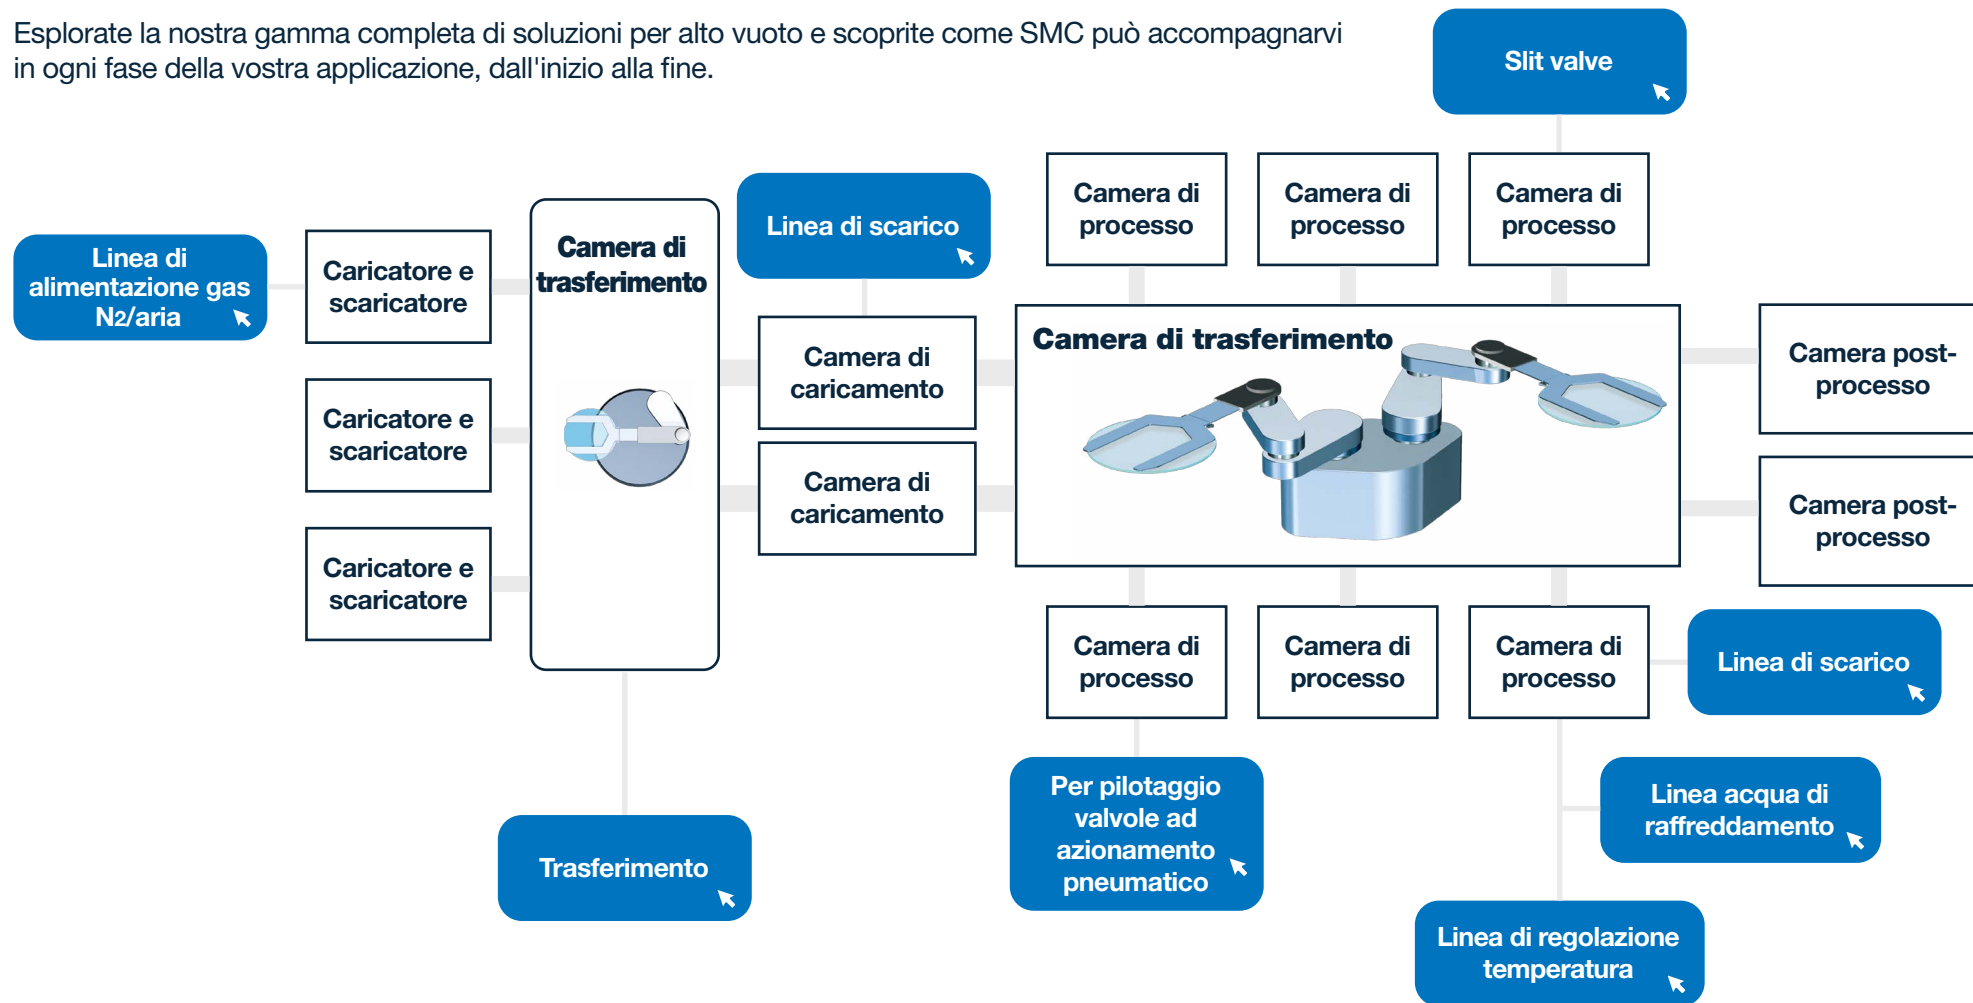 Esplorate la nostra gamma completa di soluzioni per alto vuoto e scoprite come SMC può accompagnarvi
in ogni fase della vostra applicazione, dall'inizio alla fine.
Slit valve
Linea di
alimentazione gas
N2/aria
Caricatore e
scaricatore
Caricatore e
scaricatore
Caricatore e
scaricatore
Camera di
trasferimento
Trasferimento
Linea di scarico
Camera di
caricamento
Camera di
caricamento
Camera di
processo
Camera di
processo
Camera di
processo
Camera di trasferimento
Camera post-
processo
Camera post-
processo
Camera di
processo
Camera di
processo
Camera di
processo
Linea di scarico
Per pilotaggio
valvole ad
azionamento
pneumatico
Linea acqua di
raffreddamento
Linea di regolazione
temperatura